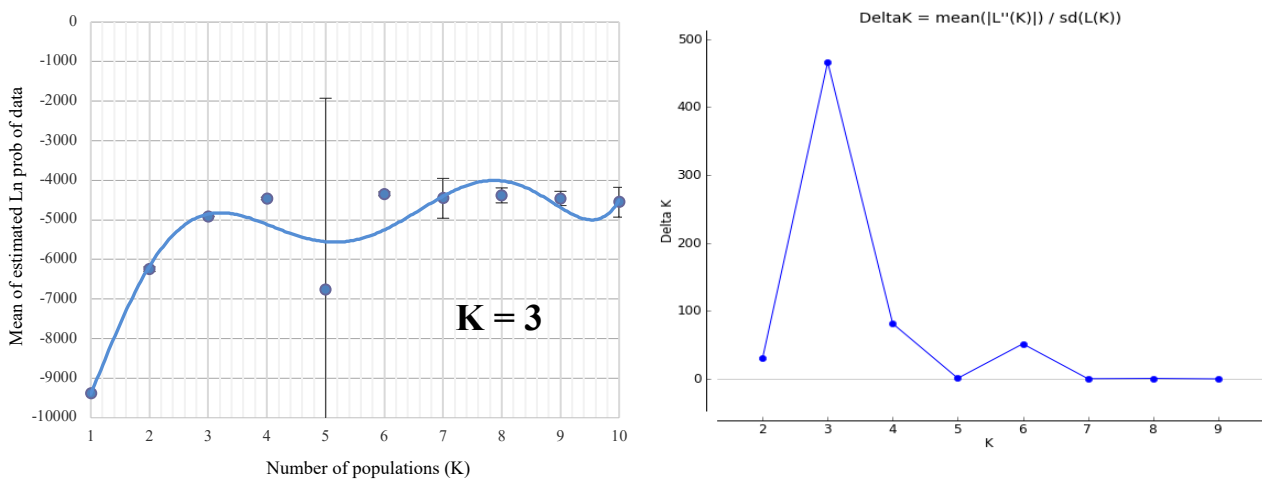 0
-1000
-2000
-3000
-4000
-5000
-6000
-7000
-8000
-9000
-10000
Mean of estimated Ln prob of data
K = 3
1 2 3 4 5 6 7 8 9 10
Number of populations (K)
DeltaK = mean(|L''(K)|) / sd(L(K))
500
400
300
200
100
0
Delta K
2 3 4 5 6 7 8 9
K